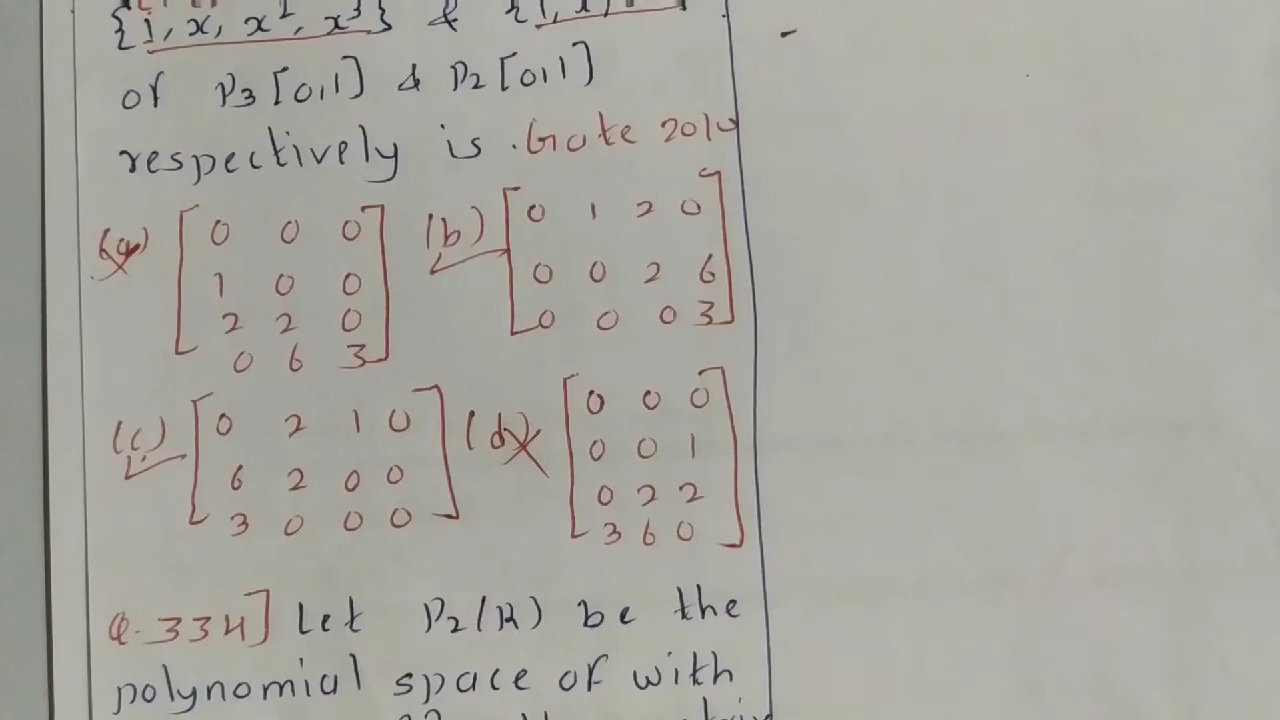 {1, x, x², x³} & {1, x,
of P3 [0,1] & P2 [0,1]
respectively is . Gate 201
(a) [0 0 0 (b) [0 1 2 0
1 0 0 0 0 2 6
2 2 0 0 0 0 3]
0 6 3]
(c) [0 2 1 0 (d) [0 0 0
6 2 0 0 0 0 1
3 0 0 0] 0 2 2
3 6 0]
Q.334] Let P2(R) be the
polynomial space of with